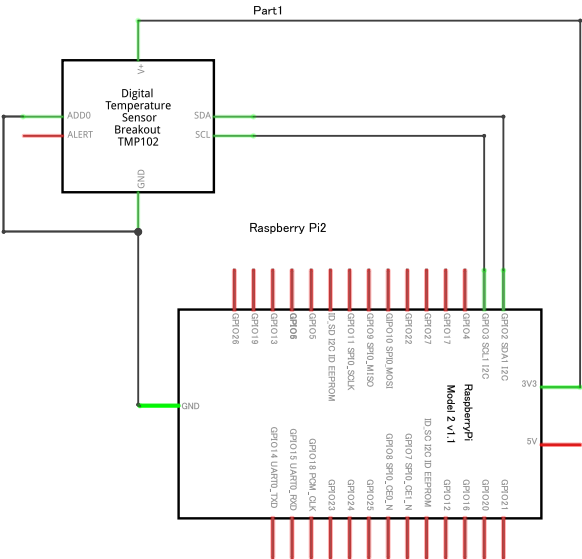 Part1
V+
Digital
Temperature
Sensor
Breakout
TMP102
ADD0
ALERT
SDA
SCL
GND
Raspberry Pi2
GPIO26
GPIO19
GPIO13
GPIO6
GPIO5
ID_SD I2C ID EEPROM
GPIO11 SPI0_SCLK
GPIO9 SPI0_MISO
GIPO10 SPI0_MOSI
GPIO22
GPIO27
GPIO17
GPIO4
GPIO3 SCL1 I2C
GPIO2 SDA1 I2C
3V3
5V
GND
RaspberryPi
Model 2 v1.1
GPIO14 UART0_TXD
GPIO15 UART0_RXD
GPIO18 PCM_CLK
GPIO23
GPIO24
GPIO25
GPIO8 SPI0_CE0_N
GPIO7 SPI0_CE1_N
ID_SC I2C ID EEPROM
GPIO12
GPIO16
GPIO20
GPIO21